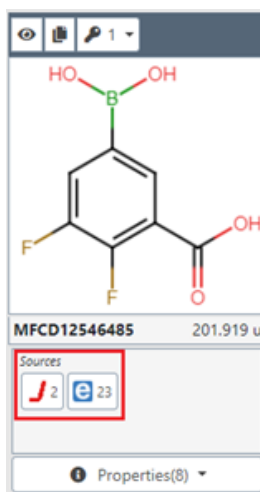 1
HO
OH
B
OH
F
F
O
MFCD12546485 201.919 u
Sources
2 e 23
Properties(8)